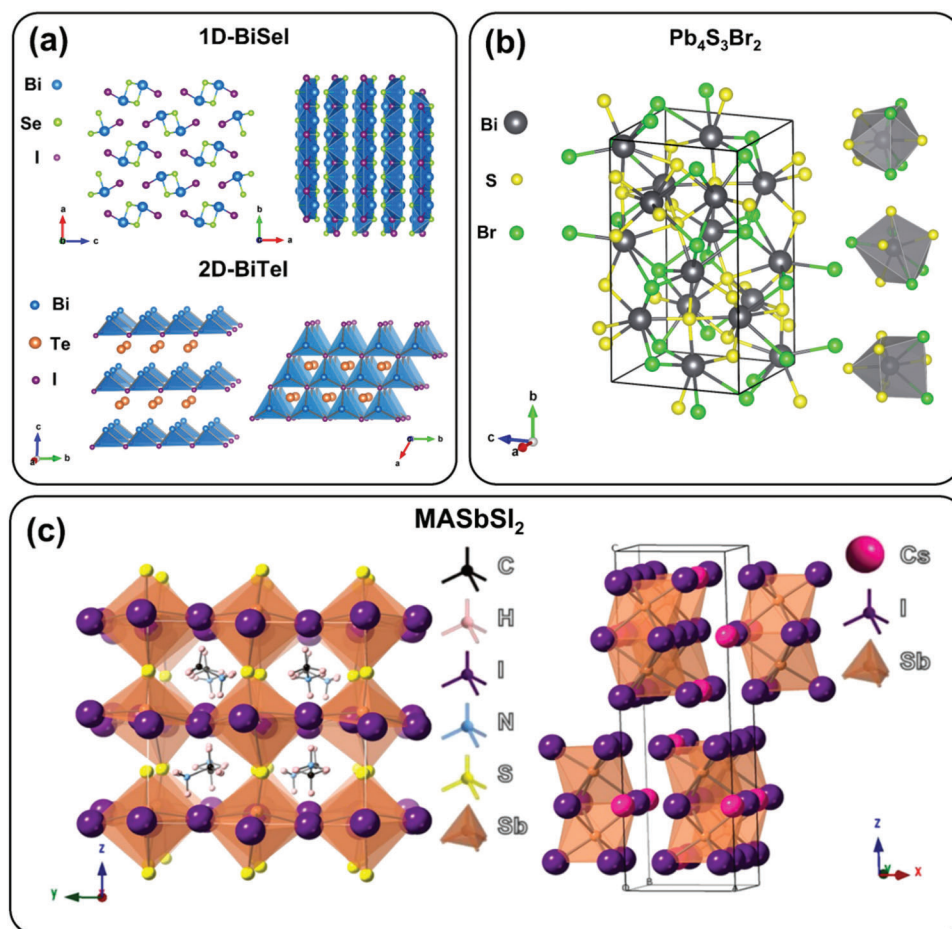 (a)
1D-BiSeI
Bi
Se
I
a
b
c
b
c
a
2D-BiTeI
Bi
Te
I
c
a
b
c
b
a
(b)
Pb4S3Br2
Bi
S
Br
b
c
a
(c)
MASbSI2
C
H
I
N
S
Sb
z
y
x
C
O
B
A
Cs
I
Sb
z
y
x